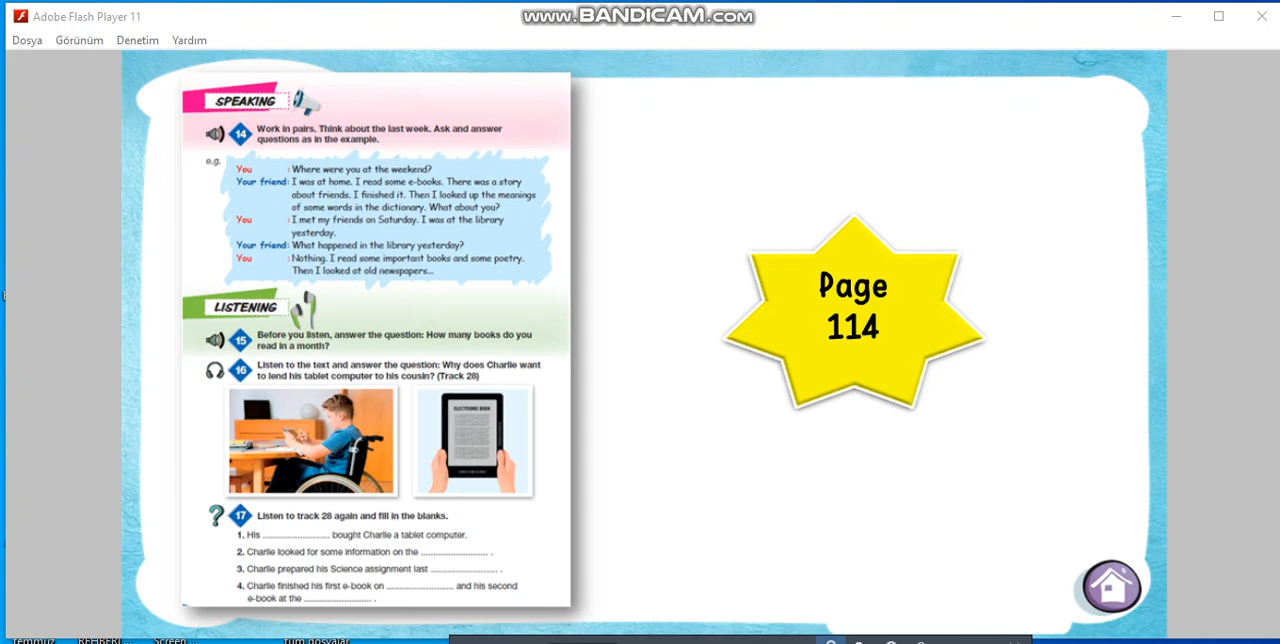 Adobe Flash Player 11
www.BANDICAM.com
Dosya Görünüm Denetim Yardım
SPEAKING
14 Work in pairs. Think about the last week. Ask and answer
questions as in the example.
e.g.
You : Where were you at the weekend?
Your friend: I was at home. I read some e-books. There was a story
about friends. I finished it. Then I looked up the meanings
of some words in the dictionary. What about you?
You : I met my friends on Saturday. I was at the library
yesterday.
Your friend: What happened in the library yesterday?
You : Nothing. I read some important books and some poetry.
Then I looked at old newspapers...
LISTENING
15 Before you listen, answer the question: How many books do you
read in a month?
16 Listen to the text and answer the question: Why does Charlie want
to lend his tablet computer to his cousin? (Track 28)
ELECTRONIC BOOK
? 17 Listen to track 28 again and fill in the blanks.
1. His ........................ bought Charlie a tablet computer.
2. Charlie looked for some information on the ........................ .
3. Charlie prepared his Science assignment last ........................ .
4. Charlie finished his first e-book on ........................ and his second
e-book at the ........................ .
Page
114